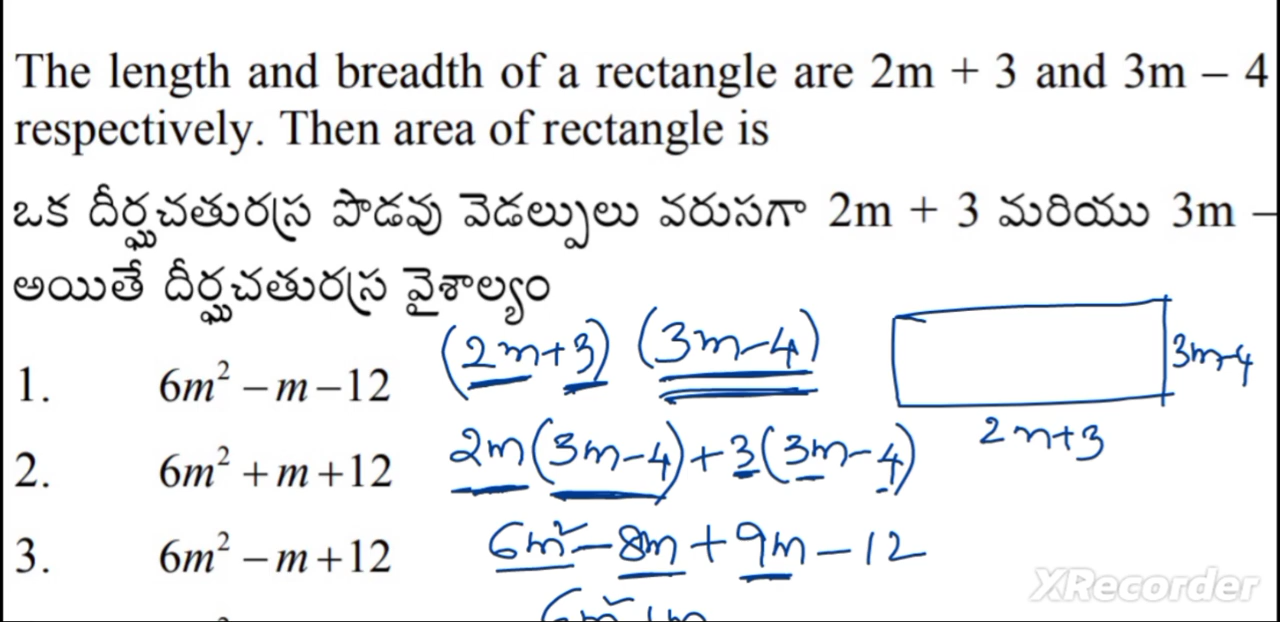 The length and breadth of a rectangle are 2m + 3 and 3m – 4
respectively. Then area of rectangle is
ఒక దీర్ఘచతురస్ర పొడవు వెడల్పులు వరుసగా 2m + 3 మరియు 3m –
అయితే దీర్ఘచతురస్ర వైశాల్యం
(2m+3) (3m-4)
3m-4
1. 6m² – m – 12
2m+3
2m(3m-4)+3(3m-4)
2. 6m² + m + 12
6m²-8m+9m-12
3. 6m² – m + 12
XRecorder